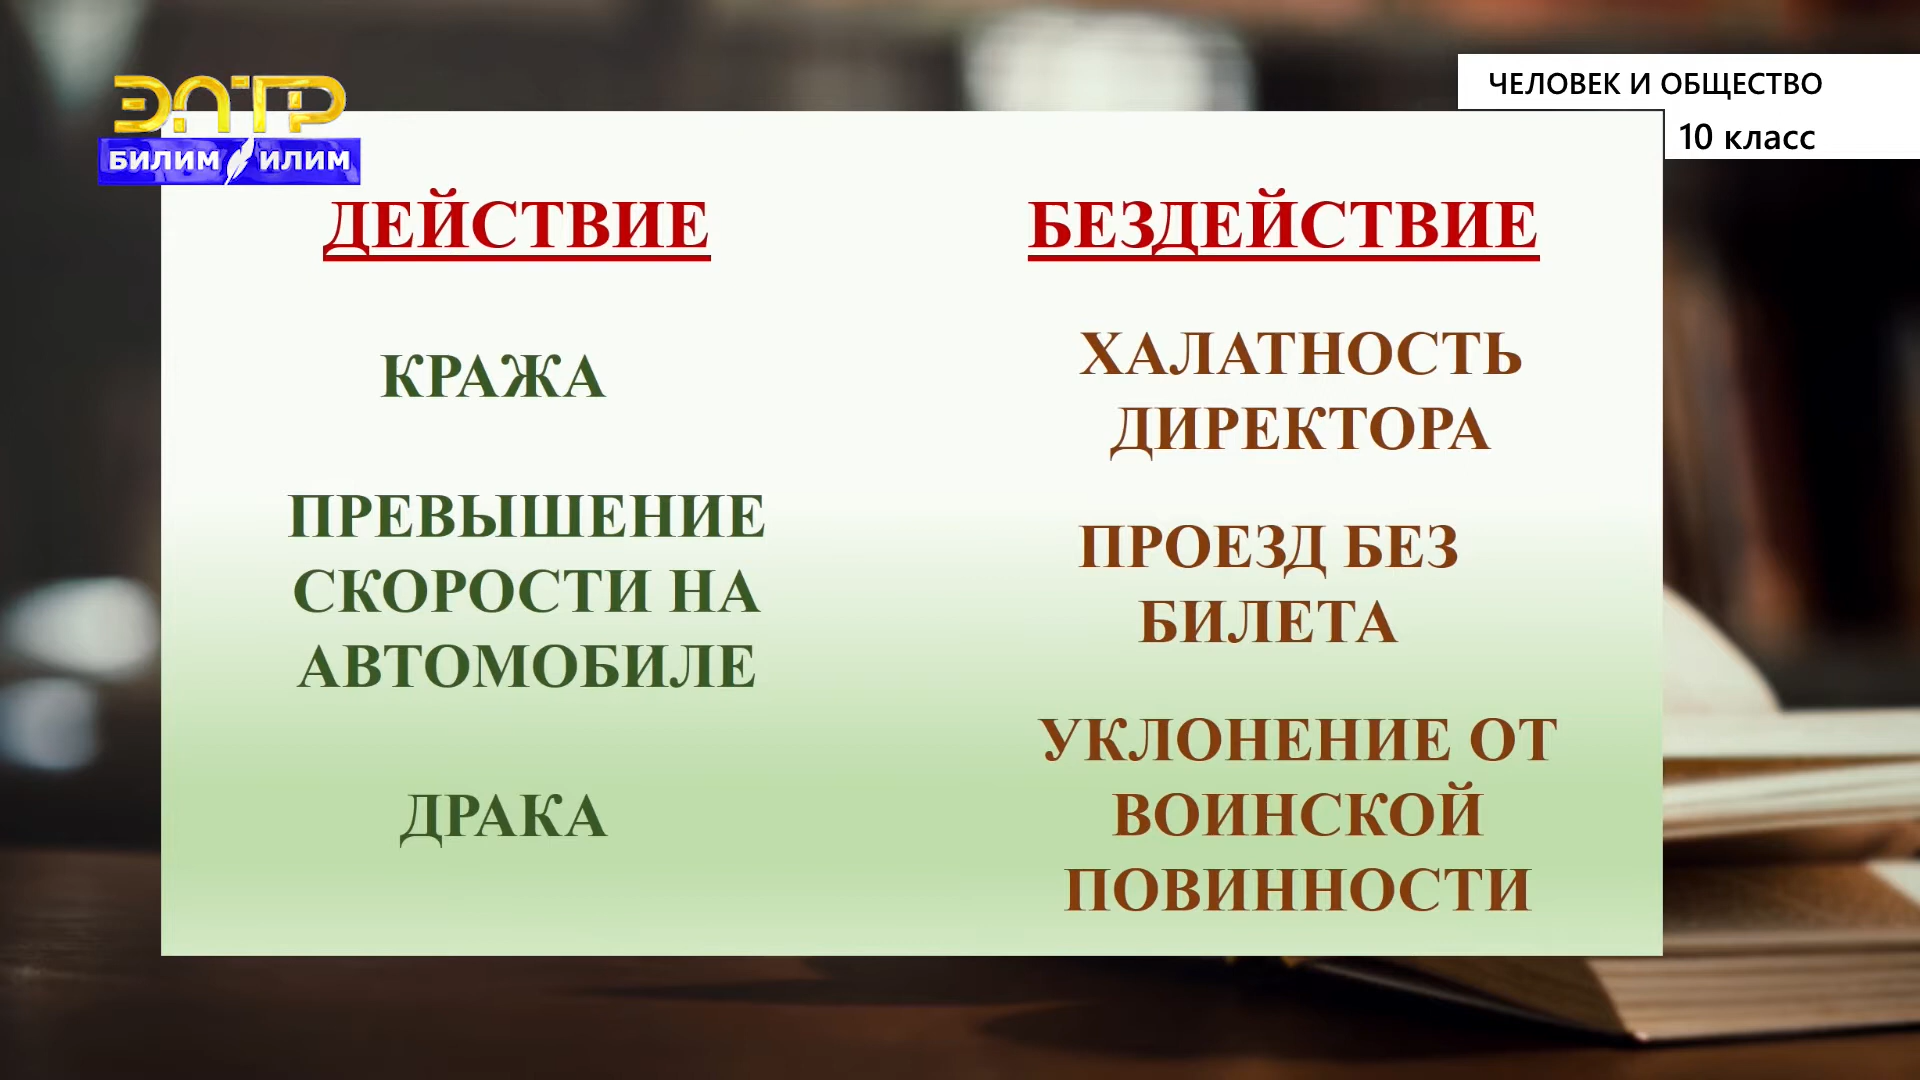 ЭЛТР
БИЛИМ ИЛИМ
ЧЕЛОВЕК И ОБЩЕСТВО
10 класс
ДЕЙСТВИЕ
КРАЖА
ПРЕВЫШЕНИЕ
СКОРОСТИ НА
АВТОМОБИЛЕ
ДРАКА
БЕЗДЕЙСТВИЕ
ХАЛАТНОСТЬ
ДИРЕКТОРА
ПРОЕЗД БЕЗ
БИЛЕТА
УКЛОНЕНИЕ ОТ
ВОИНСКОЙ
ПОВИННОСТИ